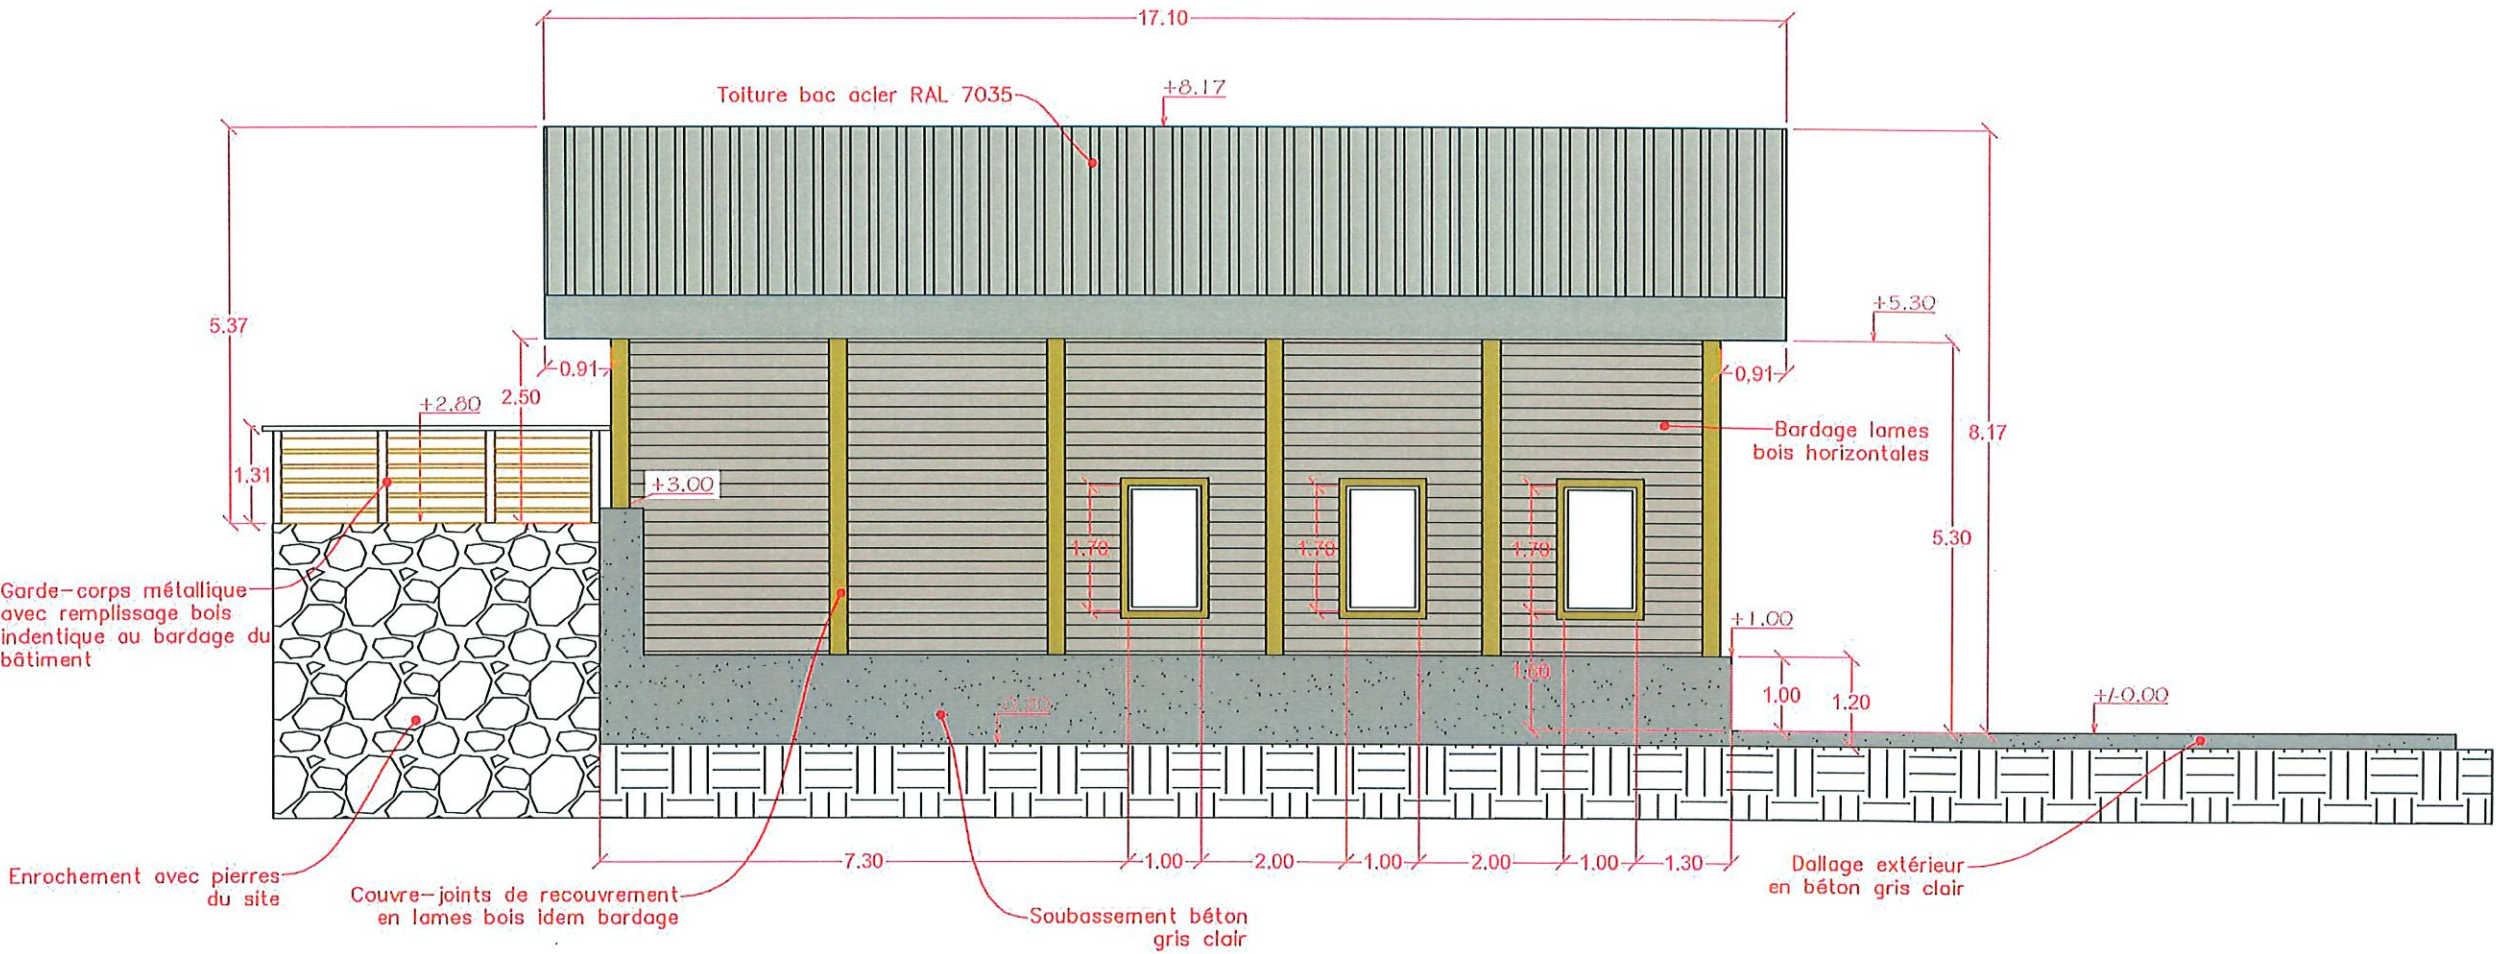 17.10
Toiture bac acier RAL 7035
+8.17
5.37
+5.30
0.91
0.91
2.50
+2.80
1.31
+3.00
Bardage lames
bois horizontales
8.17
5.30
1.70
1.70
1.70
Garde-corps métallique
avec remplissage bois
indentique au bardage du
bâtiment
+1.00
1.60
1.00
1.20
+/-0.00
7.30
1.00
2.00
1.00
2.00
1.00
1.30
Enrochement avec pierres
du site
Couvre-joints de recouvrement
en lames bois idem bardage
Soubassement béton
gris clair
Dallage extérieur
en béton gris clair